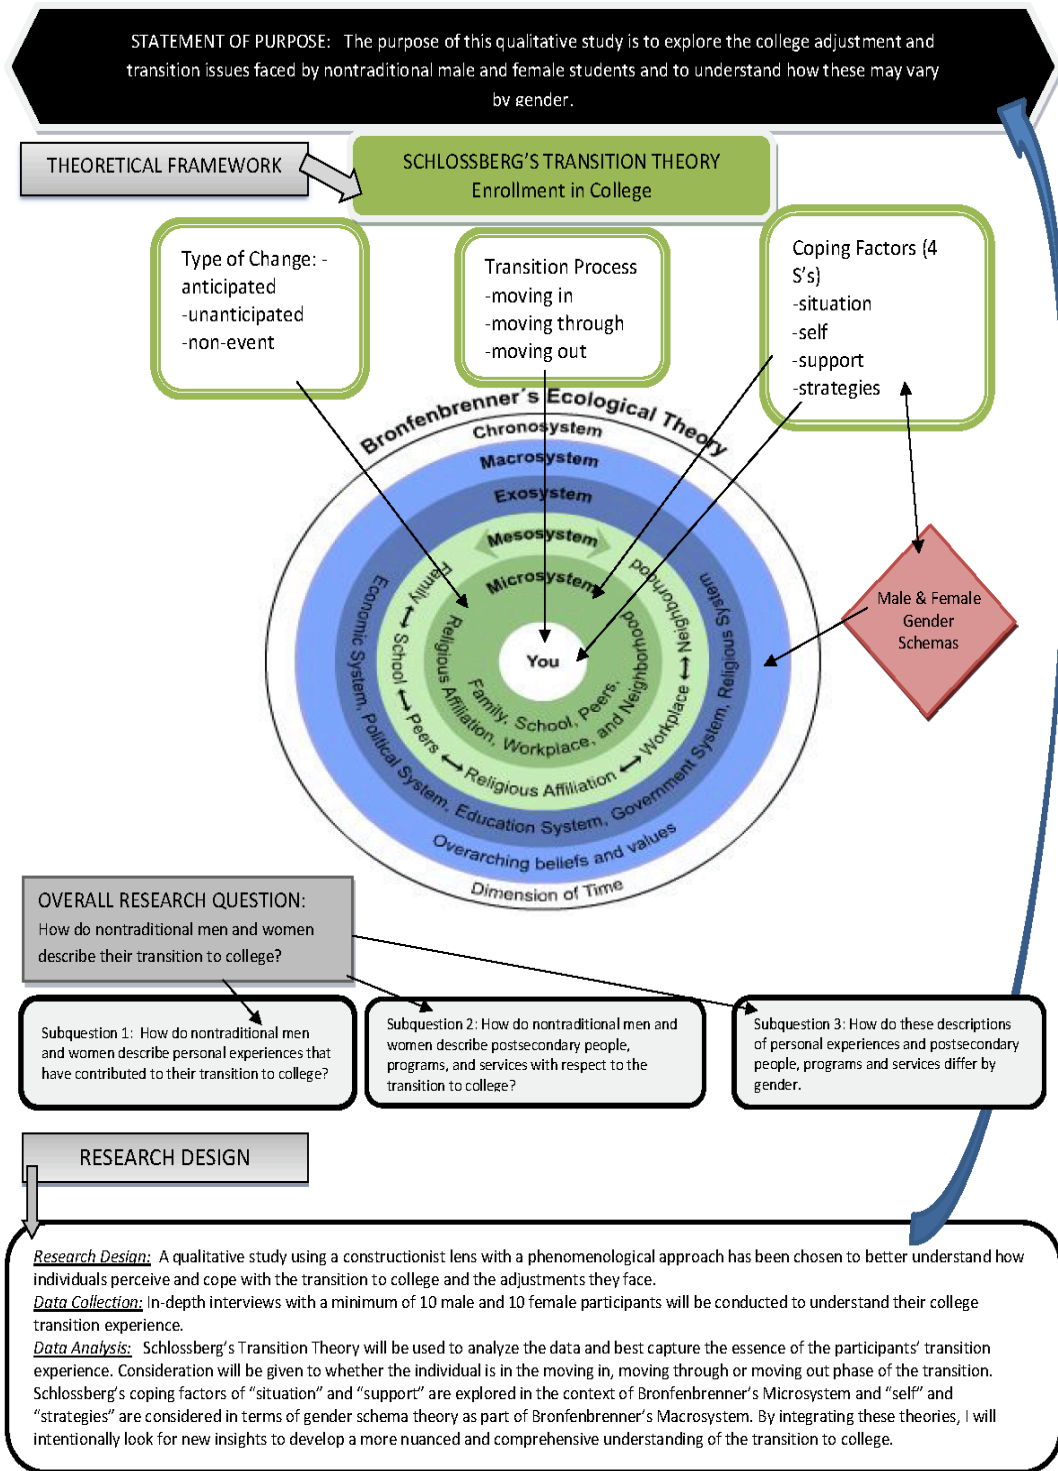 STATEMENT OF PURPOSE: The purpose of this qualitative study is to explore the college adjustment and
transition issues faced by nontraditional male and female students and to understand how these may vary
by gender.
THEORETICAL FRAMEWORK
SCHLOSSBERG'S TRANSITION THEORY
Enrollment in College
Type of Change: -
anticipated
-unanticipated
-non-event
Transition Process
-moving in
-moving through
-moving out
Coping Factors (4
S's)
-situation
-self
-support
-strategies
Bronfenbrenner´s Ecological Theory
Chronosystem
Macrosystem
Exosystem
Mesosystem
Microsystem
You
Family, School, Peers,
Religious Affiliation, Workplace, and Neighborhood
Family School Peers Religious Affiliation Workplace Neighborhood
Economic System, Political System, Education System, Government System, Religious System
Overarching beliefs and values
Dimension of Time
Male & Female
Gender
Schemas
OVERALL RESEARCH QUESTION:
How do nontraditional men and women
describe their transition to college?
Subquestion 1: How do nontraditional men
and women describe personal experiences that
have contributed to their transition to college?
Subquestion 2: How do nontraditional men and
women describe postsecondary people,
programs, and services with respect to the
transition to college?
Subquestion 3: How do these descriptions
of personal experiences and postsecondary
people, programs and services differ by
gender.
RESEARCH DESIGN
Research Design: A qualitative study using a constructionist lens with a phenomenological approach has been chosen to better understand how
individuals perceive and cope with the transition to college and the adjustments they face.
Data Collection: In-depth interviews with a minimum of 10 male and 10 female participants will be conducted to understand their college
transition experience.
Data Analysis: Schlossberg's Transition Theory will be used to analyze the data and best capture the essence of the participants' transition
experience. Consideration will be given to whether the individual is in the moving in, moving through or moving out phase of the transition.
Schlossberg's coping factors of "situation" and "support" are explored in the context of Bronfenbrenner's Microsystem and "self" and
"strategies" are considered in terms of gender schema theory as part of Bronfenbrenner's Macrosystem. By integrating these theories, I will
intentionally look for new insights to develop a more nuanced and comprehensive understanding of the transition to college.